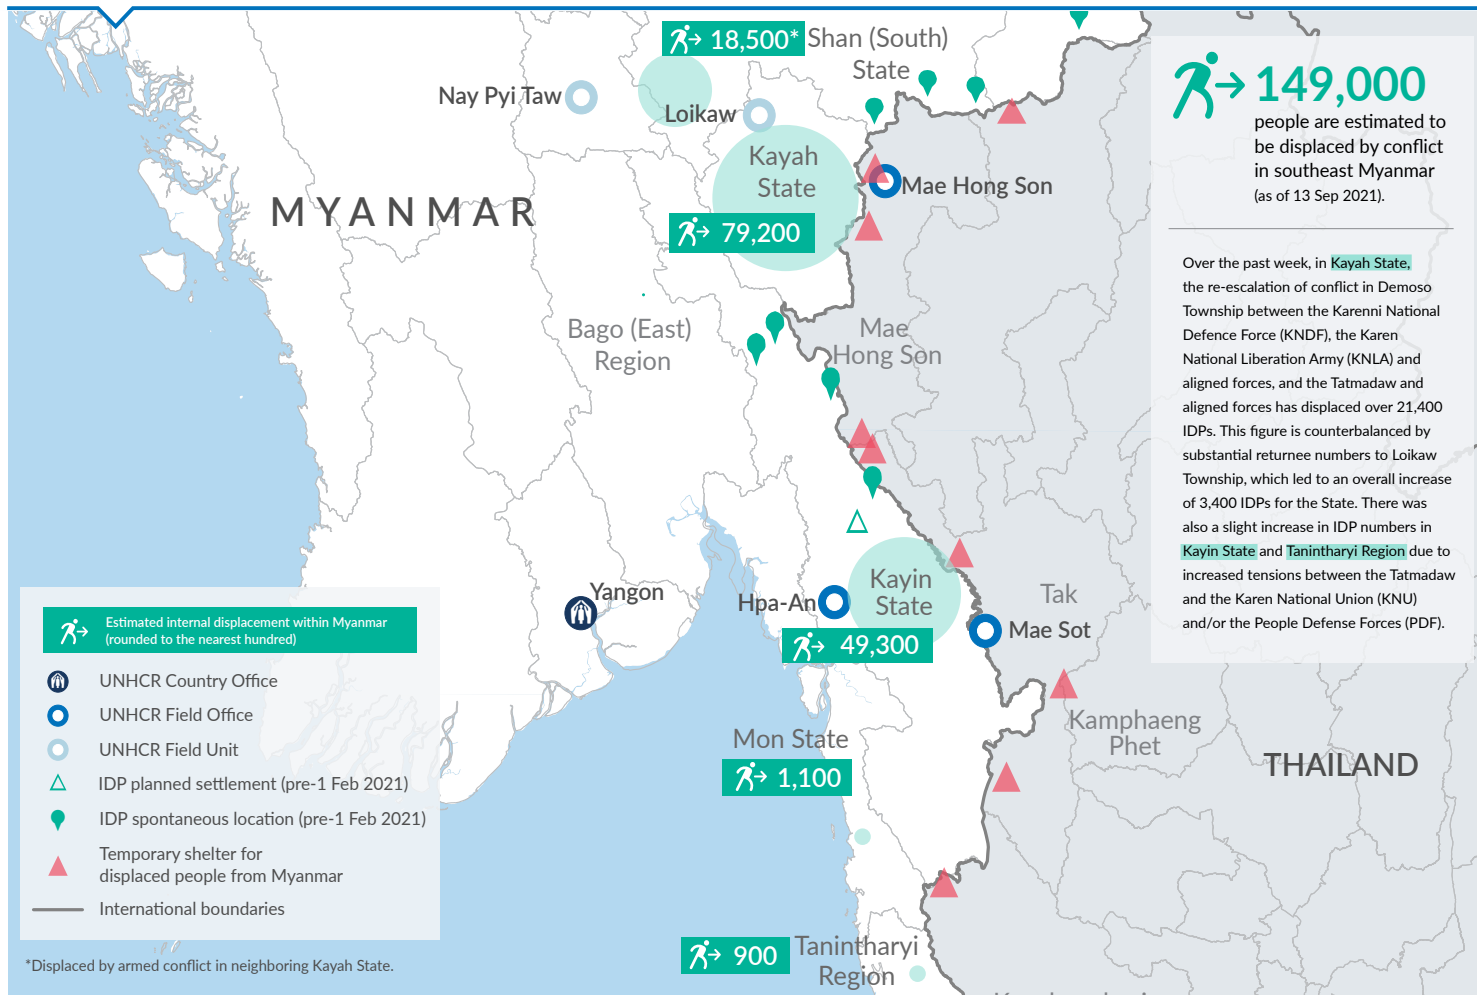 18,500*
Shan (South)
State
Nay Pyi Taw
Loikaw
Kayah
State
79,200
Mae Hong Son
MYANMAR
Bago (East)
Region
Mae
Hong Son
Yangon
Hpa-An
Kayin
State
49,300
Tak
Mae Sot
Kamphaeng
Phet
THAILAND
Mon State
1,100
900
Tanintharyi
Region
149,000
people are estimated to
be displaced by conflict
in southeast Myanmar
(as of 13 Sep 2021).
Over the past week, in Kayah State,
the re-escalation of conflict in Demoso
Township between the Karenni National
Defence Force (KNDF), the Karen
National Liberation Army (KNLA) and
aligned forces, and the Tatmadaw and
aligned forces has displaced over 21,400
IDPs. This figure is counterbalanced by
substantial returnee numbers to Loikaw
Township, which led to an overall increase
of 3,400 IDPs for the State. There was
also a slight increase in IDP numbers in
Kayin State and Tanintharyi Region due to
increased tensions between the Tatmadaw
and the Karen National Union (KNU)
and/or the People Defense Forces (PDF).
Estimated internal displacement within Myanmar
(rounded to the nearest hundred)
UNHCR Country Office
UNHCR Field Office
UNHCR Field Unit
IDP planned settlement (pre-1 Feb 2021)
IDP spontaneous location (pre-1 Feb 2021)
Temporary shelter for
displaced people from Myanmar
International boundaries
*Displaced by armed conflict in neighboring Kayah State.